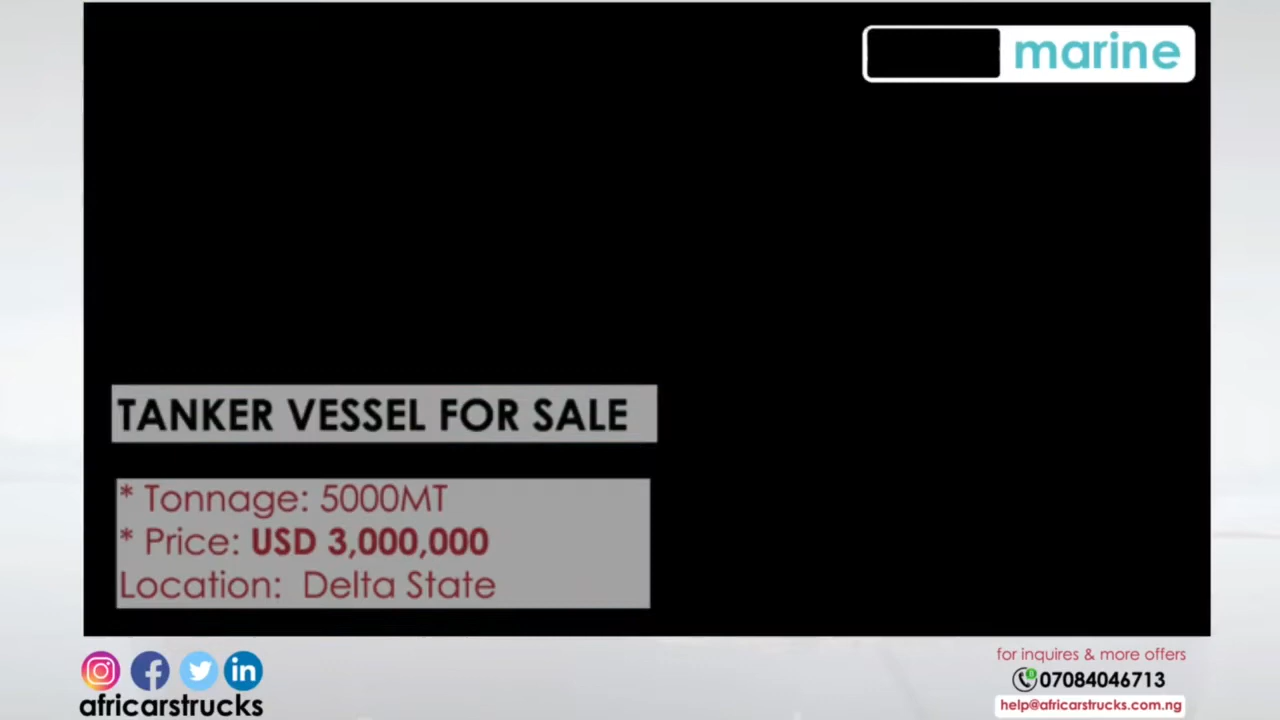 marine
TANKER VESSEL FOR SALE
* Tonnage: 5000MT
* Price: USD 3,000,000
Location: Delta State
africarstrucks
for inquires & more offers
07084046713
help@africarstrucks.com.ng